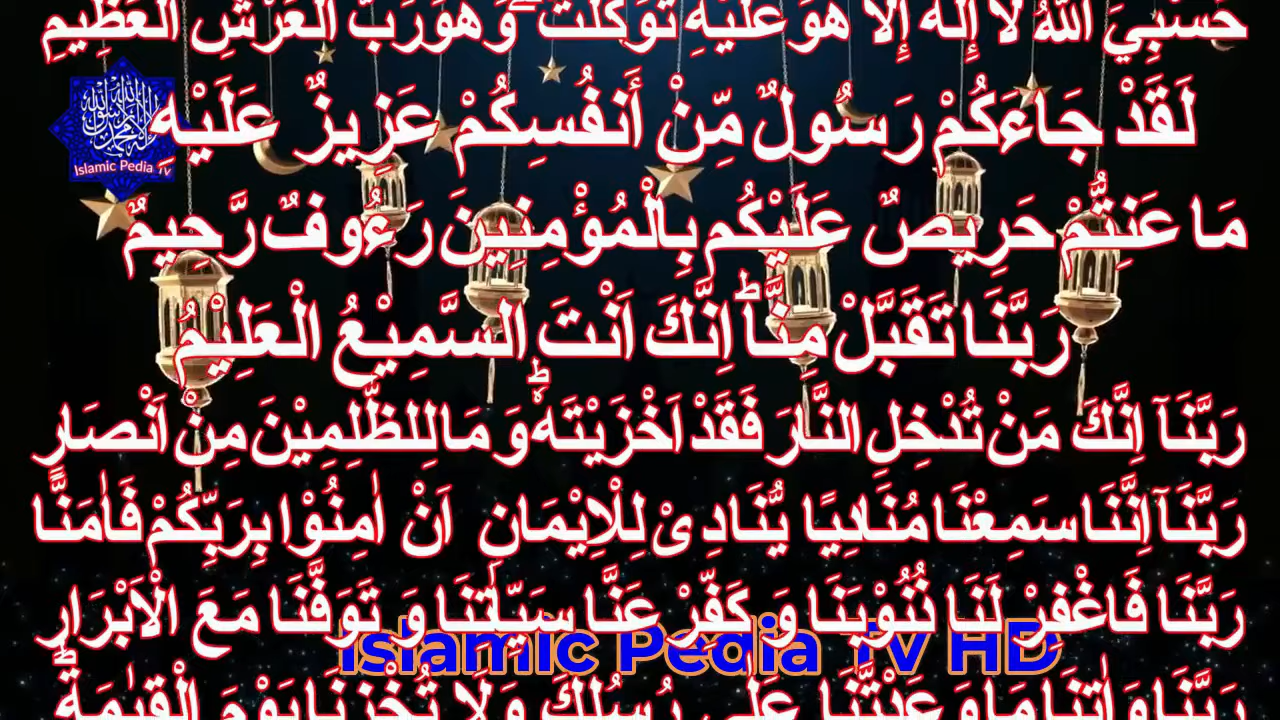 حَسْبِيَ اللَّهُ لَا إِلَٰهَ إِلَّا هُوَ عَلَيْهِ تَوَكَّلْتُ وَهُوَ رَبُّ الْعَرْشِ الْعَظِيمِ
لَقَدْ جَاءَكُمْ رَسُولٌ مِّنْ أَنفُسِكُمْ عَزِيزٌ عَلَيْهِ
مَا عَنِتُّمْ حَرِيصٌ عَلَيْكُم بِالْمُؤْمِنِينَ رَءُوفٌ رَّحِيمٌ
رَبَّنَا تَقَبَّلْ مِنَّاؕ اِنَّكَ اَنْتَ السَّمِيْعُ الْعَلِيْمُ
رَبَّنَآ اِنَّكَ مَنْ تُدْخِلِ النَّارَ فَقَدْ اَخْزَيْتَهٗؕ وَ مَا لِلظّٰلِمِيْنَ مِنْ اَنْصَارٍ
رَبَّنَآ اِنَّنَا سَمِعْنَا مُنَادِيًا يُّنَادِىْ لِلْاِيْمَانِ اَنْ اٰمِنُوْا بِرَبِّكُمْ فَاٰمَنَّا
رَبَّنَا فَاغْفِرْ لَنَا ذُنُوْبَنَا وَ كَفِّرْ عَنَّا سَيِّاٰتِنَا وَ تَوَفَّنَا مَعَ الْاَبْرَارِ
رَبَّنَا وَ اٰتِنَا مَا وَعَدْتَّنَا عَلٰى رُسُلِكَ وَ لَا تُخْزِنَا يَوْمَ الْقِيٰمَةِؕ
Islamic Pedia Tv
Islamic Pedia Tv HD